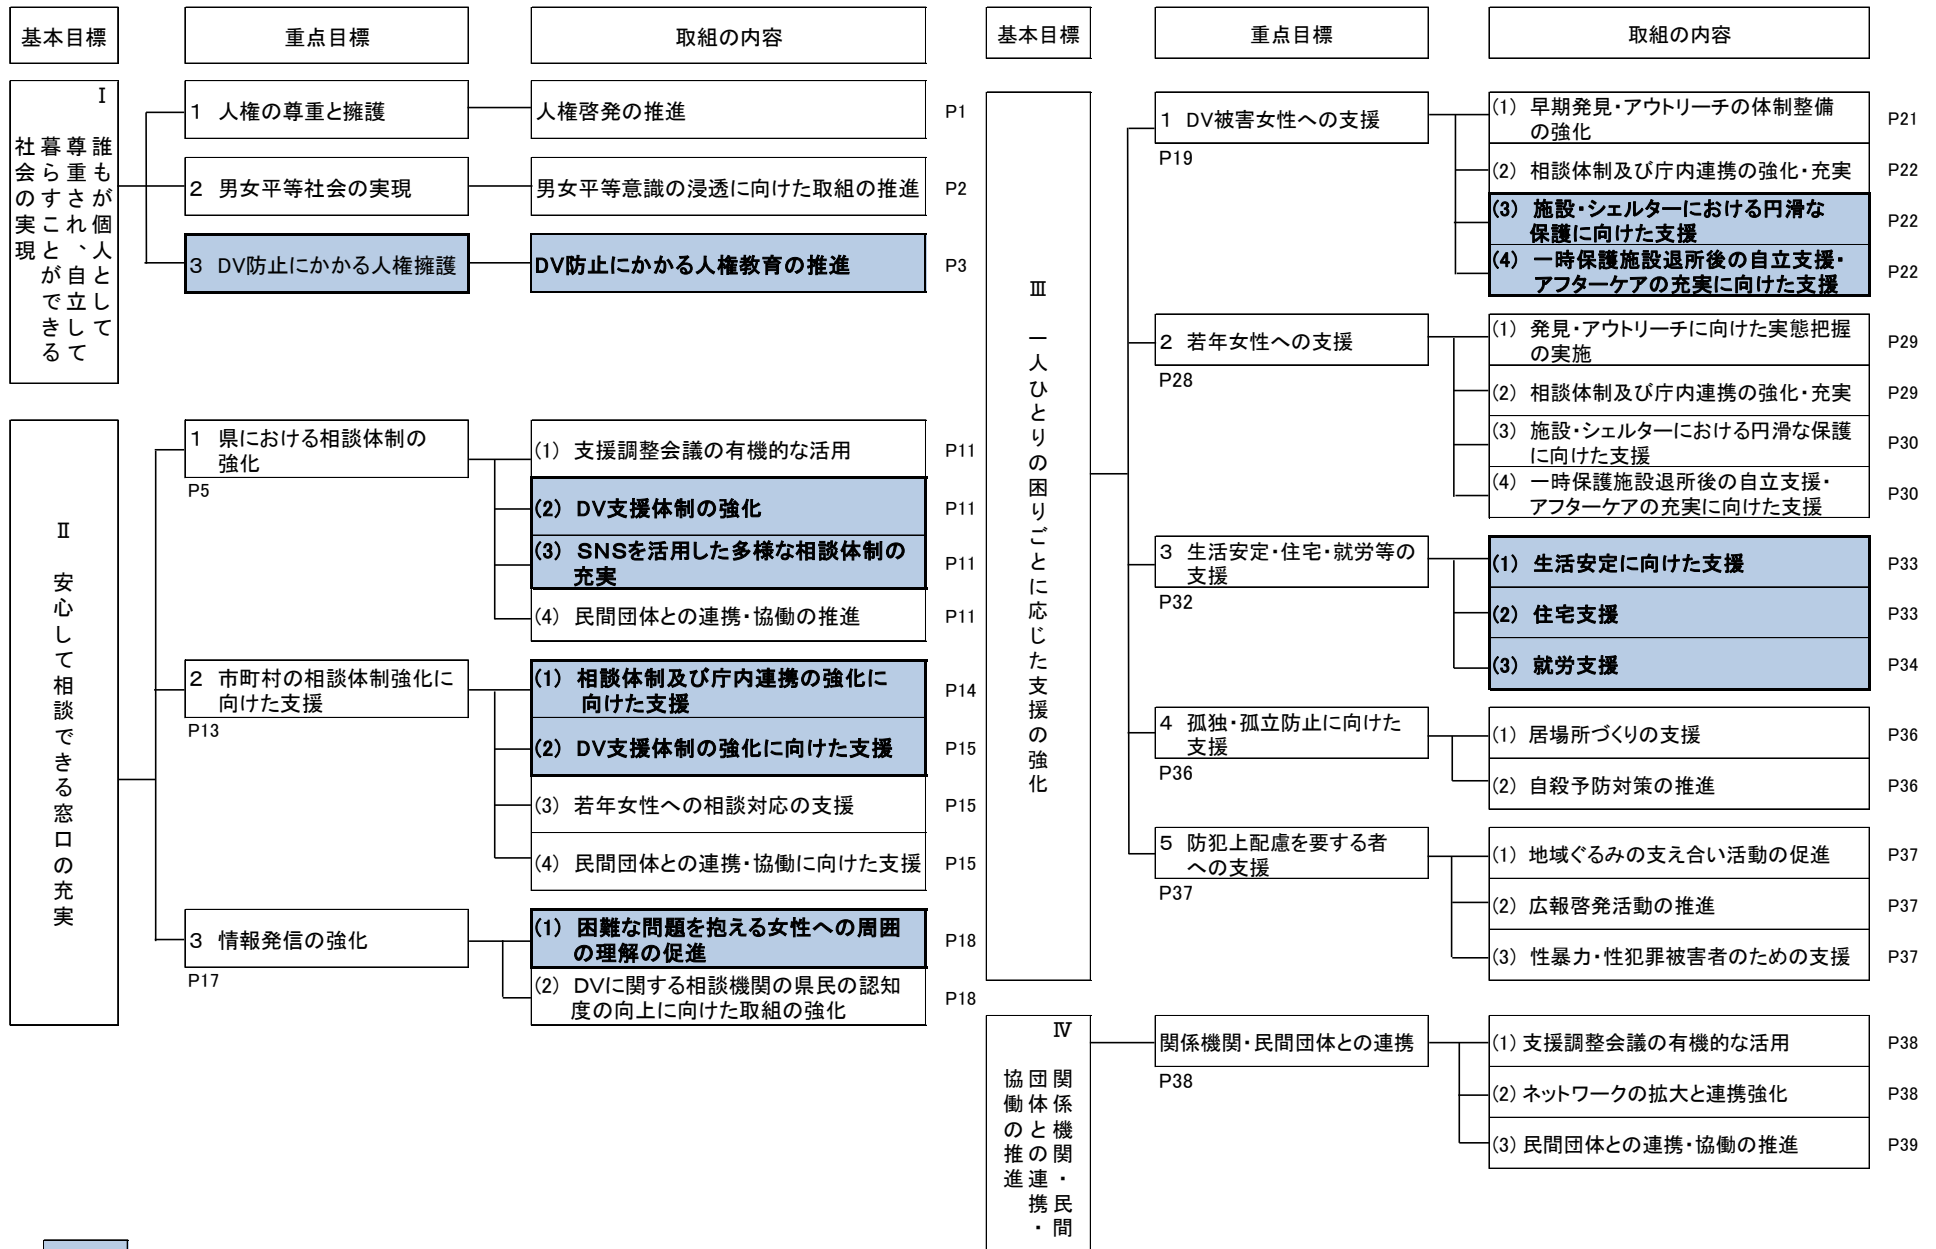 基本目標
重点目標
取組の内容
Ⅰ
誰もが個人として
尊重され、自立して
暮らすことができる
社会の実現
1 人権の尊重と擁護
人権啓発の推進
P1
2 男女平等社会の実現
男女平等意識の浸透に向けた取組の推進
P2
3 DV防止にかかる人権擁護
DV防止にかかる人権教育の推進
P3
Ⅱ 安心して相談できる窓口の充実
1 県における相談体制の
強化
P5
(1) 支援調整会議の有機的な活用
P11
(2) DV支援体制の強化
P11
(3) SNSを活用した多様な相談体制の
充実
P11
(4) 民間団体との連携・協働の推進
P11
2 市町村の相談体制強化に
向けた支援
P13
(1) 相談体制及び庁内連携の強化に
向けた支援
P14
(2) DV支援体制の強化に向けた支援
P15
(3) 若年女性への相談対応の支援
P15
(4) 民間団体との連携・協働に向けた支援
P15
3 情報発信の強化
P17
(1) 困難な問題を抱える女性への周囲
の理解の促進
P18
(2) DVに関する相談機関の県民の認知
度の向上に向けた取組の強化
P18
基本目標
重点目標
取組の内容
Ⅲ 一人ひとりの困りごとに応じた支援の強化
1 DV被害女性への支援
P19
(1) 早期発見・アウトリーチの体制整備
の強化
P21
(2) 相談体制及び庁内連携の強化・充実
P22
(3) 施設・シェルターにおける円滑な
保護に向けた支援
P22
(4) 一時保護施設退所後の自立支援・
アフターケアの充実に向けた支援
P22
2 若年女性への支援
P28
(1) 発見・アウトリーチに向けた実態把握
の実施
P29
(2) 相談体制及び庁内連携の強化・充実
P29
(3) 施設・シェルターにおける円滑な保護
に向けた支援
P30
(4) 一時保護施設退所後の自立支援・
アフターケアの充実に向けた支援
P30
3 生活安定・住宅・就労等の
支援
P32
(1) 生活安定に向けた支援
P33
(2) 住宅支援
P33
(3) 就労支援
P34
4 孤独・孤立防止に向けた
支援
P36
(1) 居場所づくりの支援
P36
(2) 自殺予防対策の推進
P36
5 防犯上配慮を要する者
への支援
P37
(1) 地域ぐるみの支え合い活動の促進
P37
(2) 広報啓発活動の推進
P37
(3) 性暴力・性犯罪被害者のための支援
P37
Ⅳ
関係機関・民間
団体との連携・
協働の推進
関係機関・民間団体との連携
P38
(1) 支援調整会議の有機的な活用
P38
(2) ネットワークの拡大と連携強化
P38
(3) 民間団体との連携・協働の推進
P39